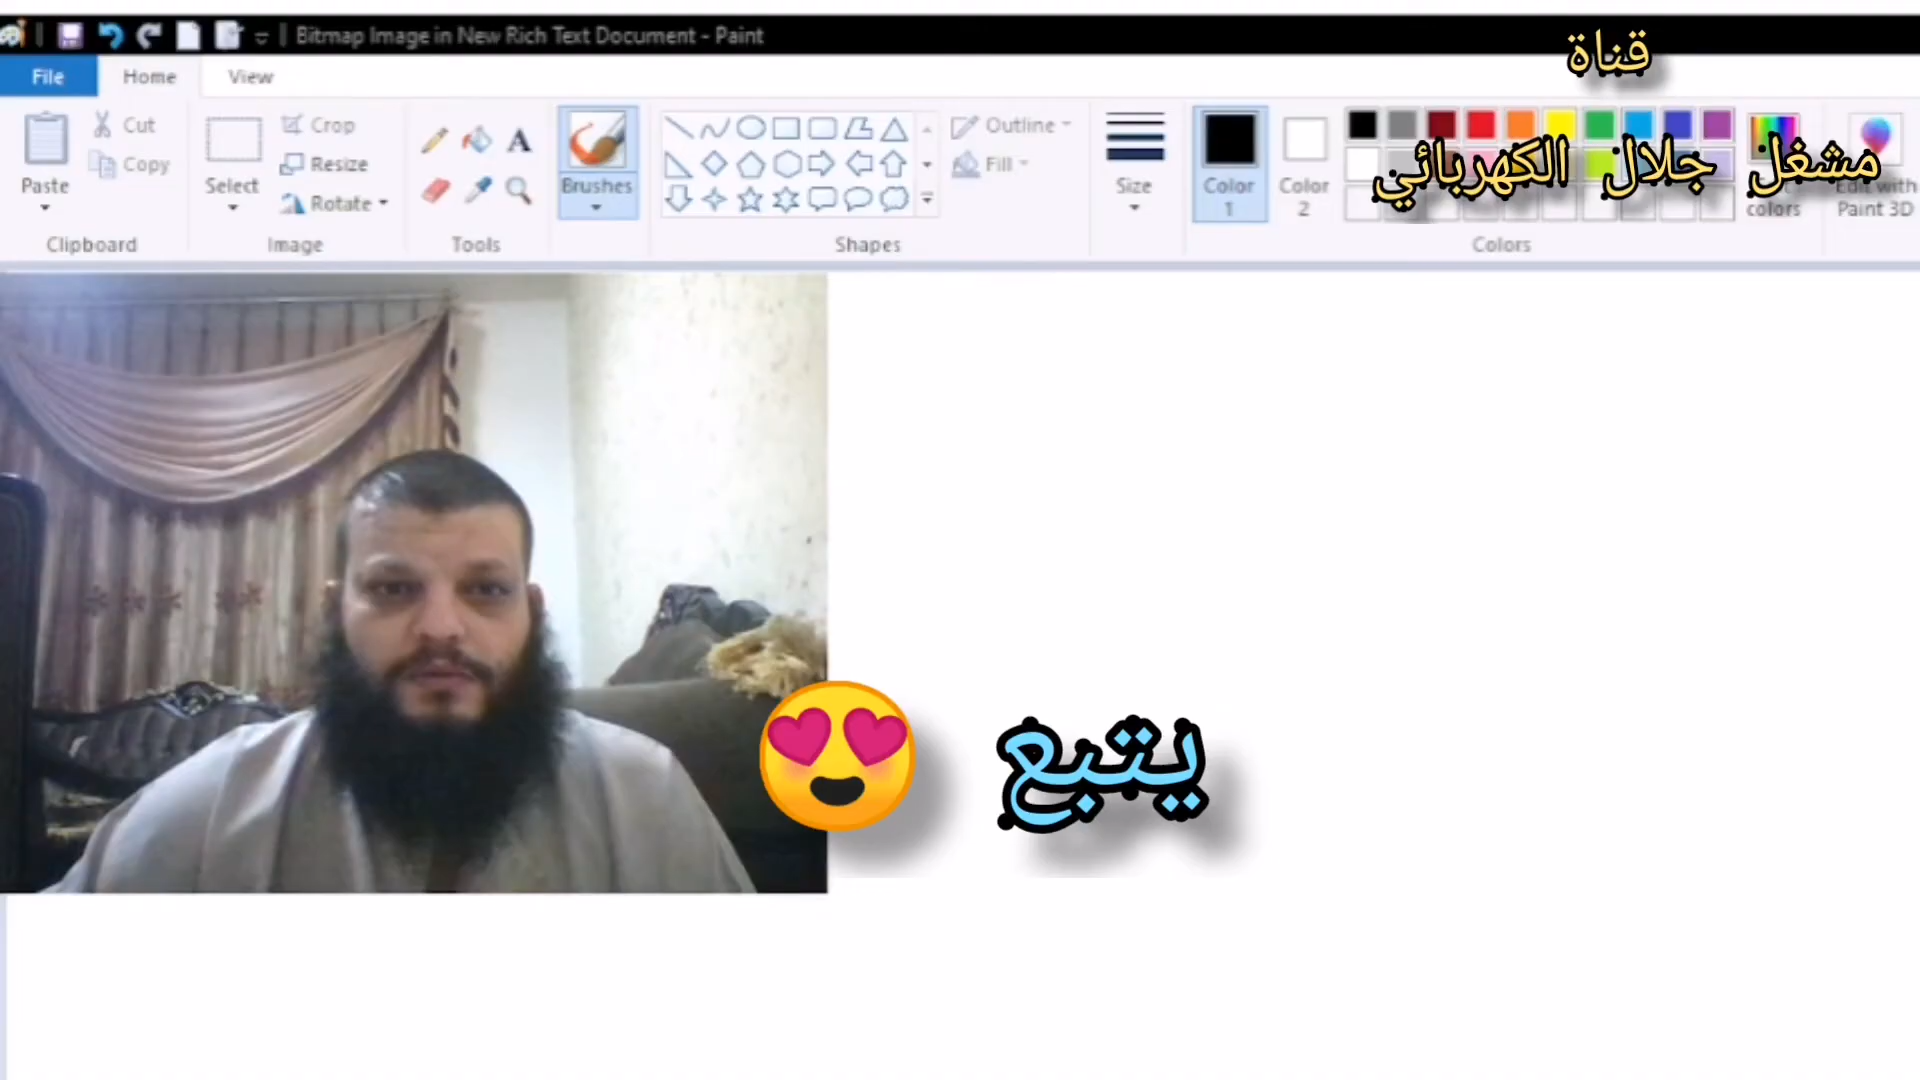 Bitmap Image in New Rich Text Document - Paint
قناة
File Home View
مشغل جلال الكهربائي
Paste
Cut
Copy
Clipboard
Select
Crop
Resize
Rotate
Image
A
Tools
Brushes
Shapes
Outline
Fill
Size
Color 1
Color 2
colors
Colors
Edit with
Paint 3D
يتبع 😍